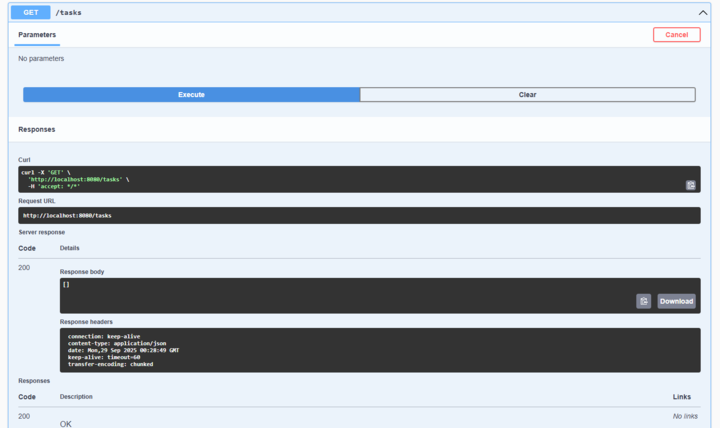 GET /tasks
Parameters
Cancel
No parameters
Execute
Clear
Responses
Curl
curl -X 'GET' \
'http://localhost:8080/tasks' \
-H 'accept: */*'
Request URL
http://localhost:8080/tasks
Server response
Code Details
200
Response body
[]
Download
Response headers
connection: keep-alive
content-type: application/json
date: Mon,29 Sep 2025 00:28:49 GMT
keep-alive: timeout=60
transfer-encoding: chunked
Responses
Code Description Links
200 No links
OK